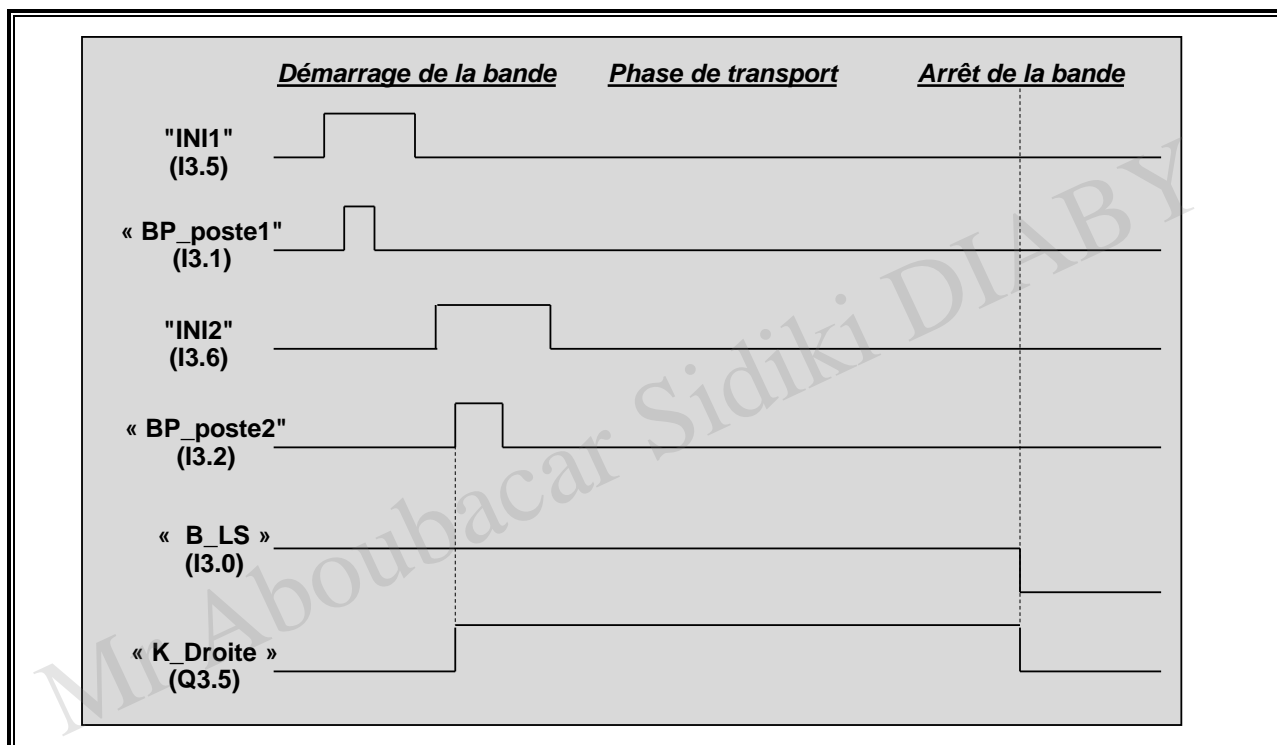 Démarrage de la bande Phase de transport Arrêt de la bande
"INI1"
(I3.5)
« BP_poste1"
(I3.1)
"INI2"
(I3.6)
« BP_poste2"
(I3.2)
« B_LS »
(I3.0)
« K_Droite »
(Q3.5)
Mr Aboubacar Sidiki DIABY